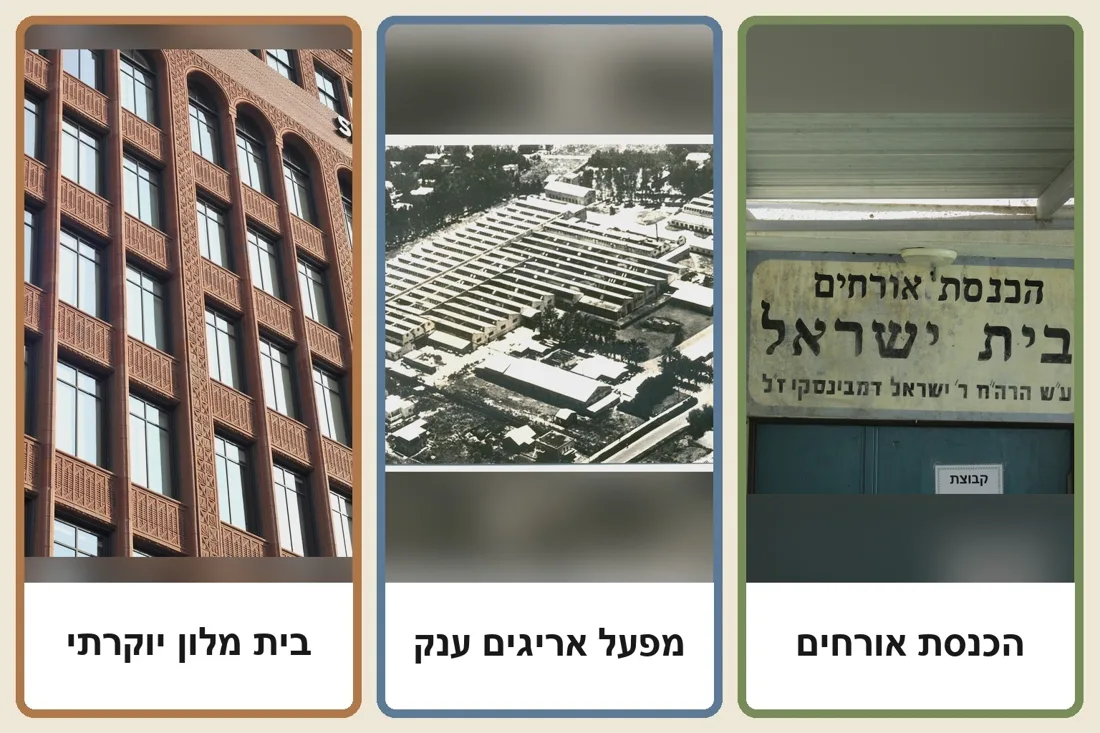 הכנסת אורחים
בית ישראל
ע"ש הרה"ח ר' ישראל דמבינסקי ז"ל
קבוצת
הכנסת אורחים
מפעל אריגים ענק
בית מלון יוקרתי
S